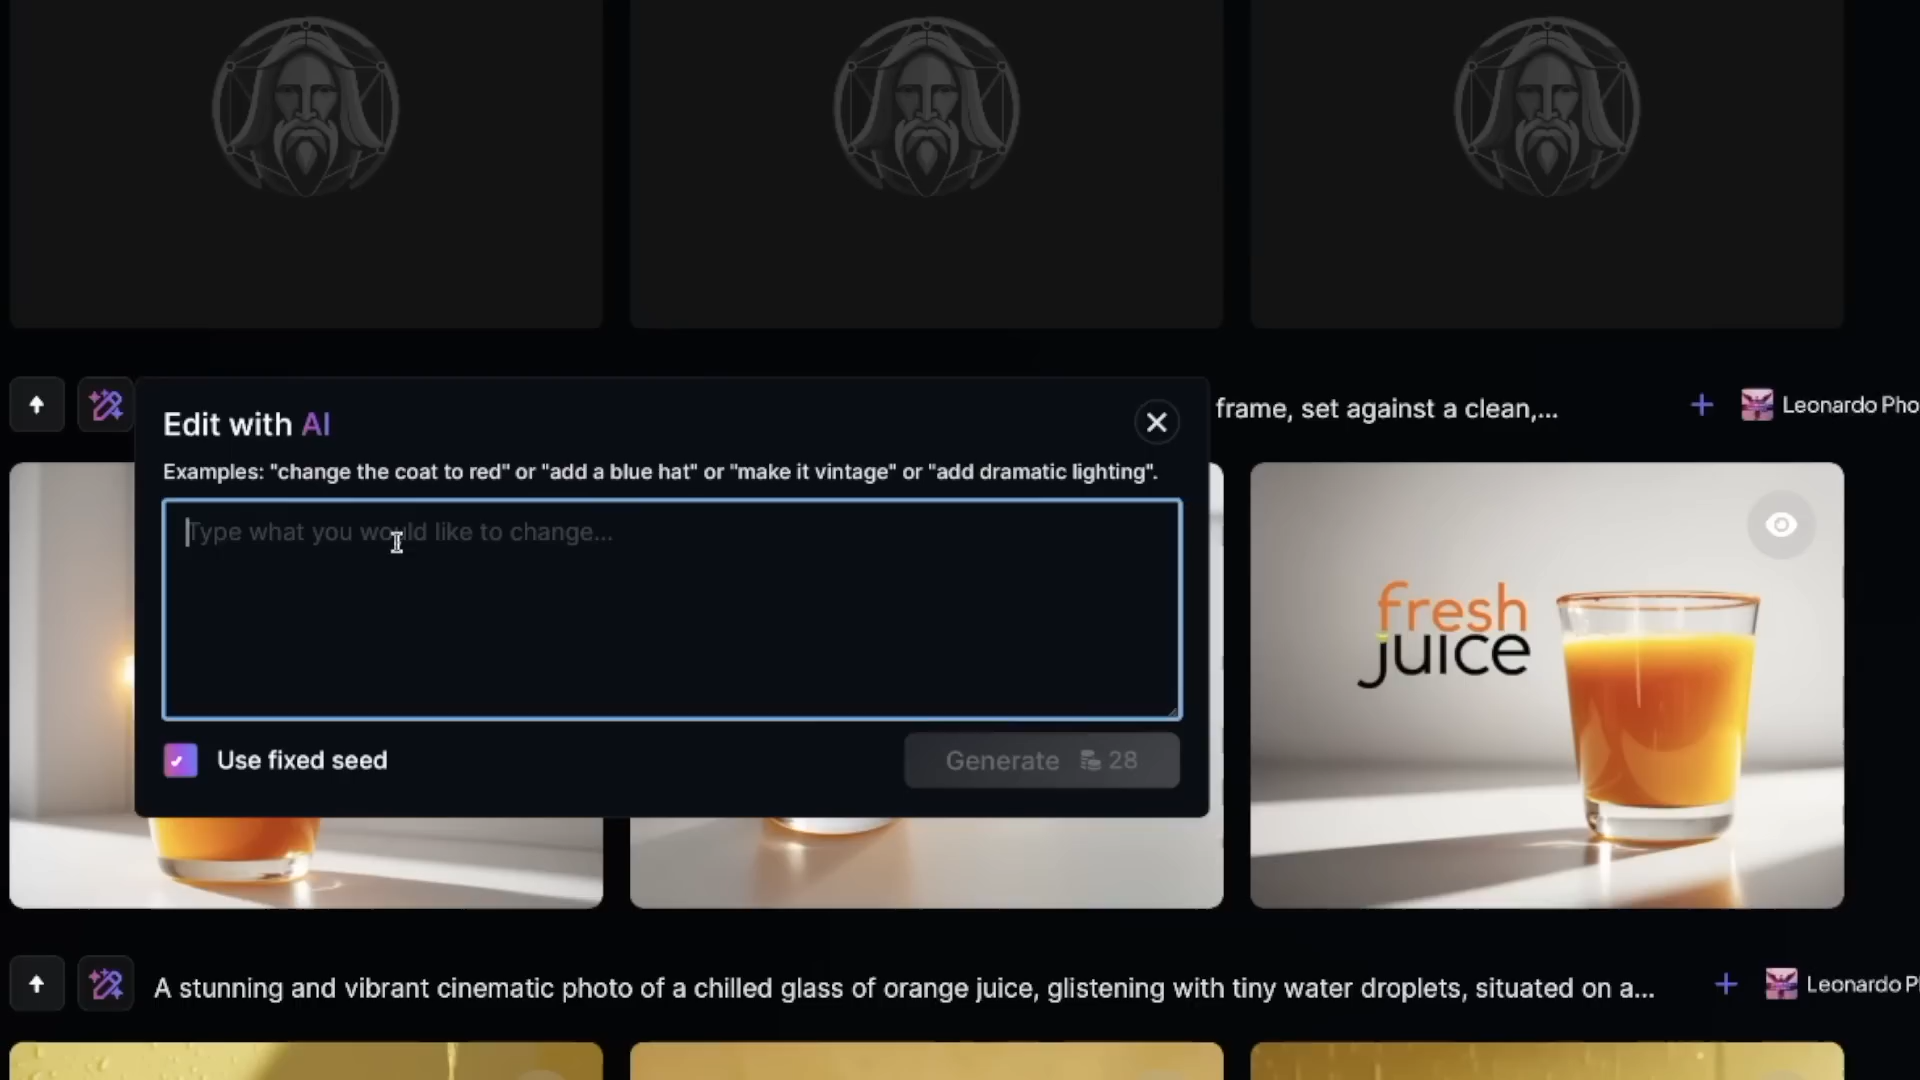 Edit with AI
frame, set against a clean,...
Leonardo Pho
Examples: "change the coat to red" or "add a blue hat" or "make it vintage" or "add dramatic lighting".
Type what you would like to change...
fresh
juice
Use fixed seed
Generate 28
A stunning and vibrant cinematic photo of a chilled glass of orange juice, glistening with tiny water droplets, situated on a...
Leonardo P